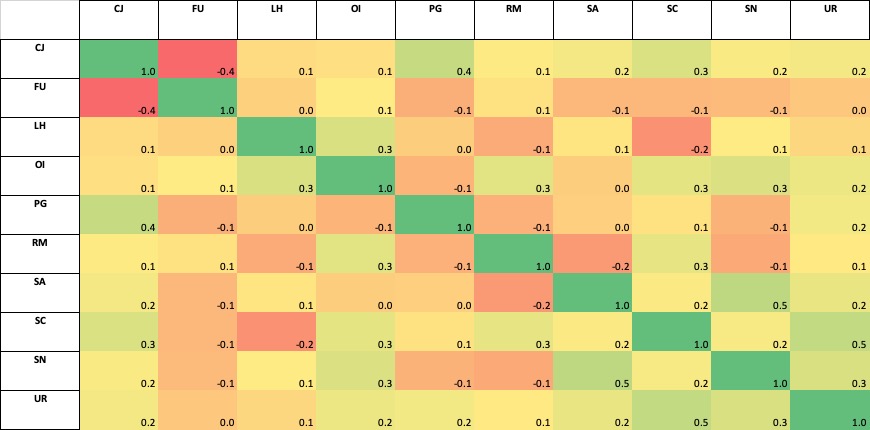 CJ FU LH OI PG RM SA SC SN UR
CJ 1.0 -0.4 0.1 0.1 0.4 0.1 0.2 0.3 0.2 0.2
FU -0.4 1.0 0.0 0.1 -0.1 0.1 -0.1 -0.1 -0.1 0.0
LH 0.1 0.0 1.0 0.3 0.0 -0.1 0.1 -0.2 0.1 0.1
OI 0.1 0.1 0.3 1.0 -0.1 0.3 0.0 0.3 0.3 0.2
PG 0.4 -0.1 0.0 -0.1 1.0 -0.1 0.0 0.1 -0.1 0.2
RM 0.1 0.1 -0.1 0.3 -0.1 1.0 -0.2 0.3 -0.1 0.1
SA 0.2 -0.1 0.1 0.0 0.0 -0.2 1.0 0.2 0.5 0.2
SC 0.3 -0.1 -0.2 0.3 0.1 0.3 0.2 1.0 0.2 0.5
SN 0.2 -0.1 0.1 0.3 -0.1 -0.1 0.5 0.2 1.0 0.3
UR 0.2 0.0 0.1 0.2 0.2 0.1 0.2 0.5 0.3 1.0